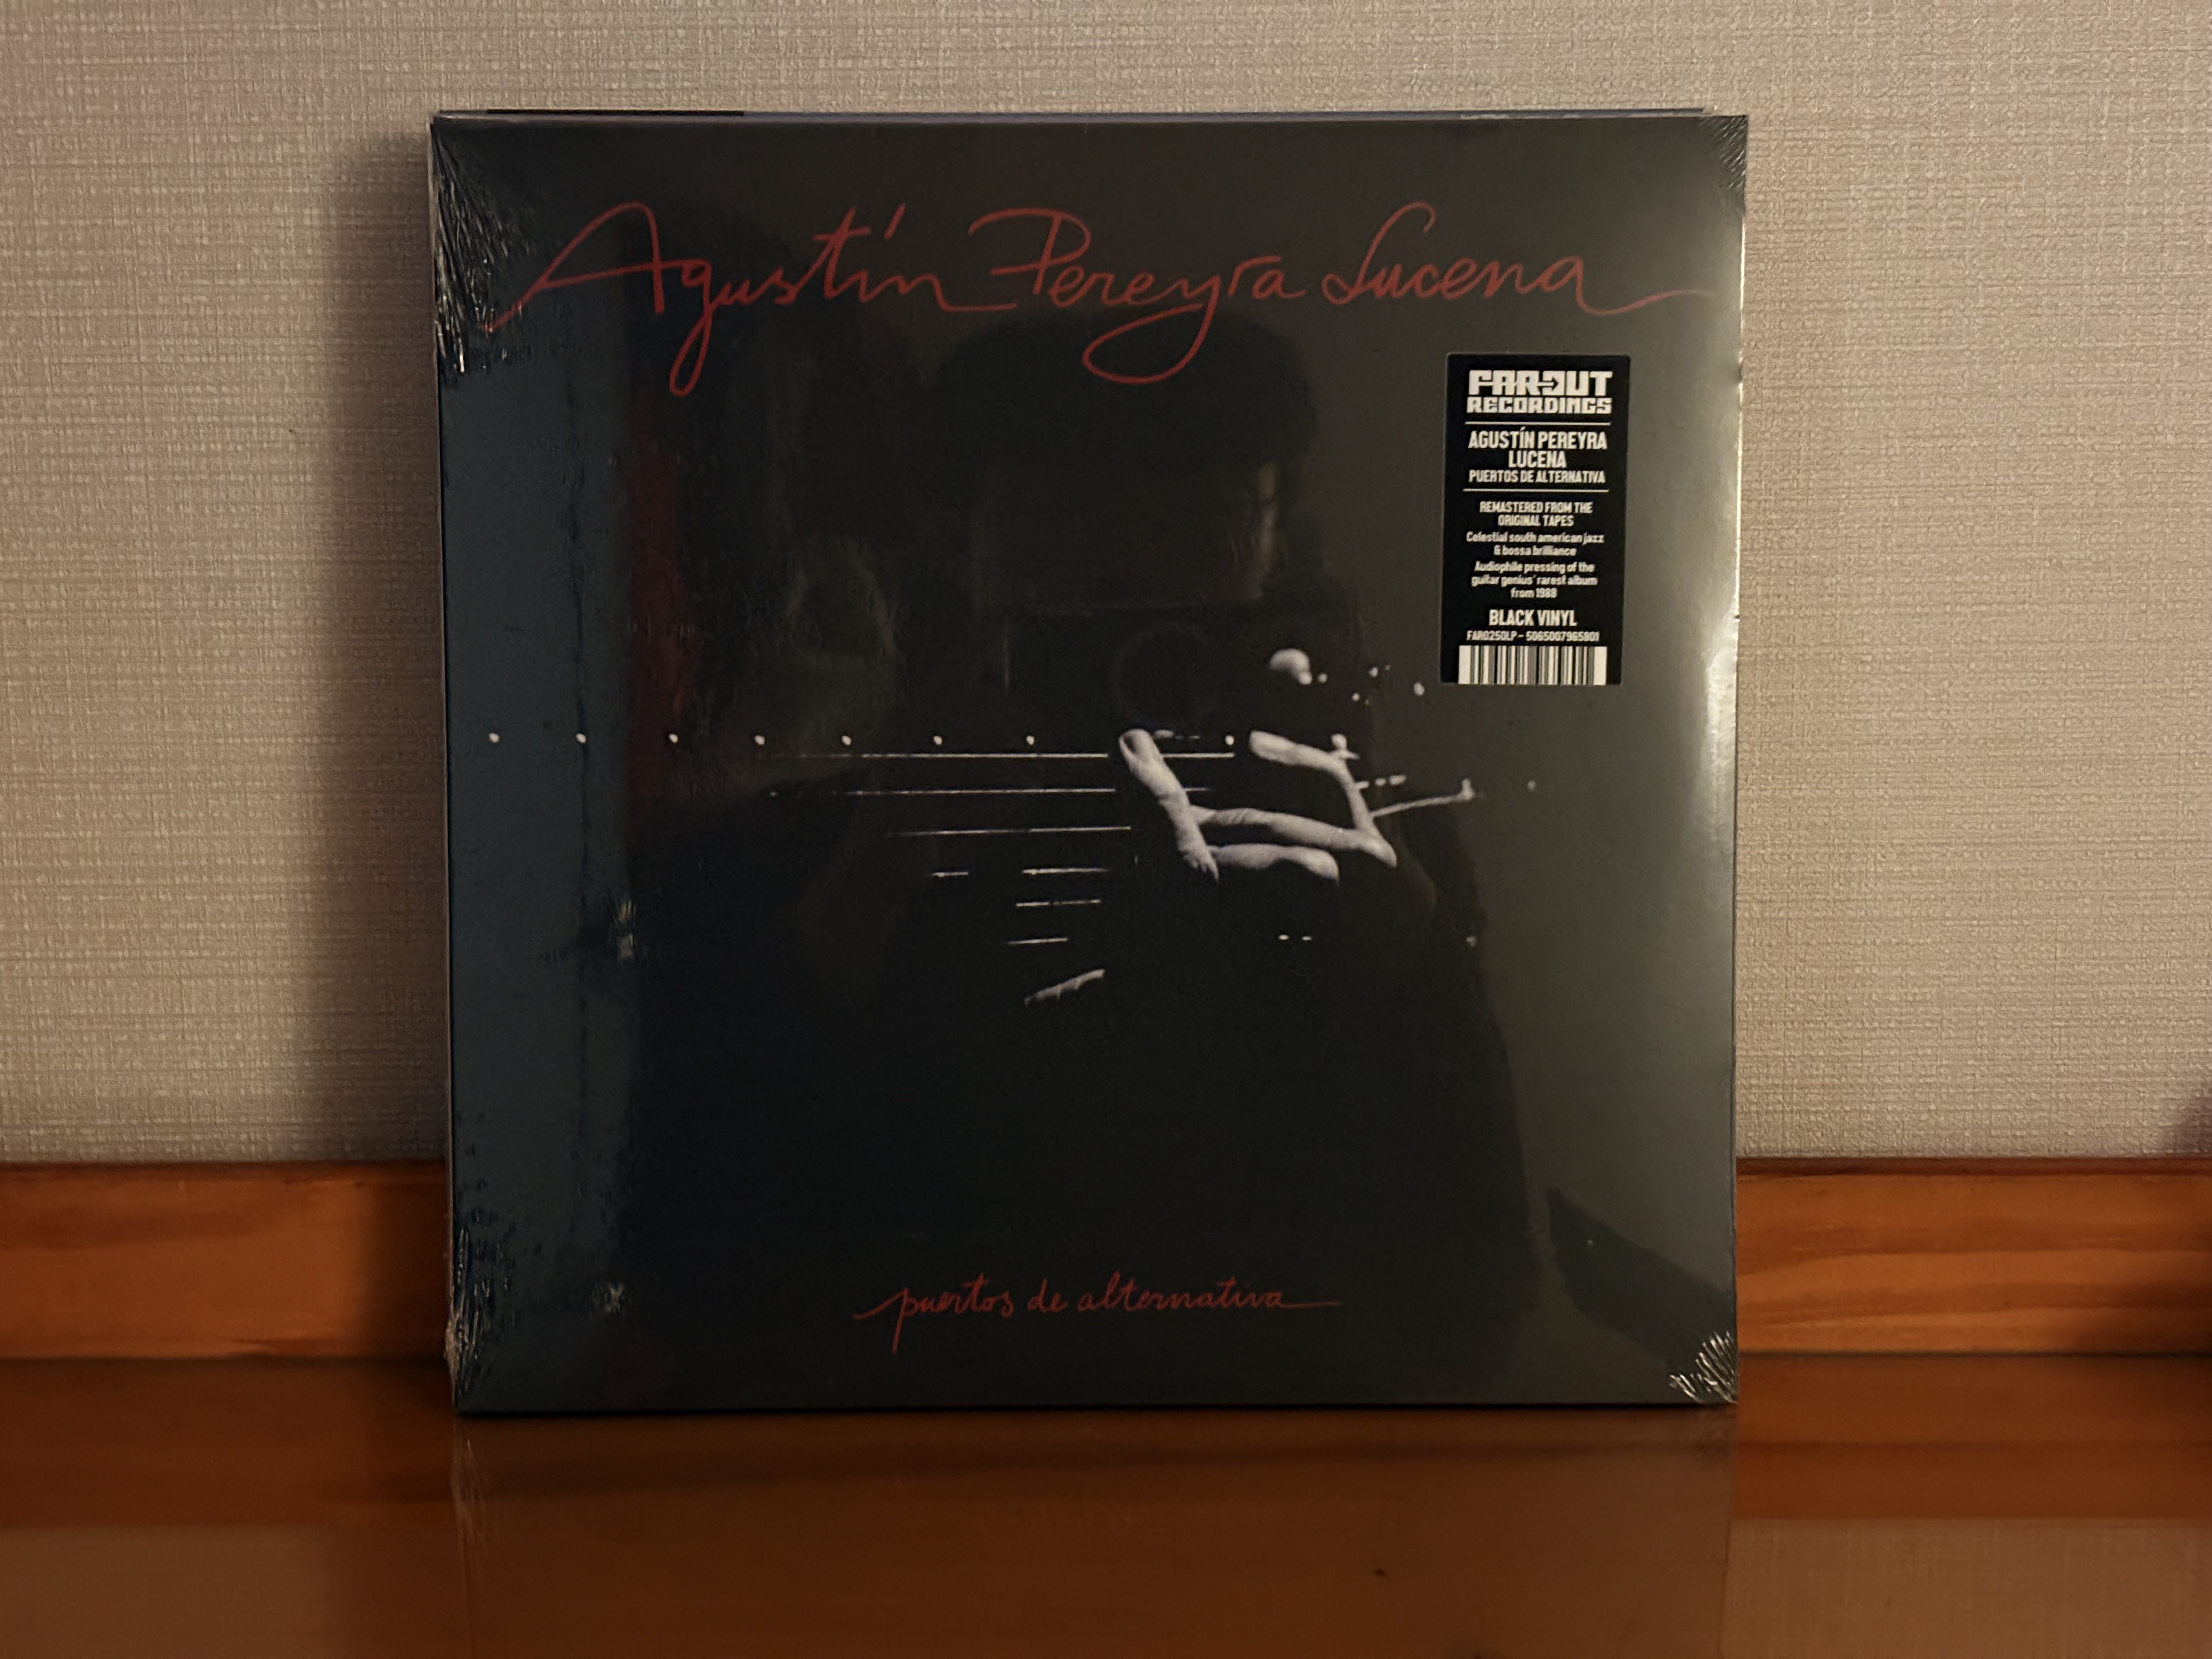 Agustín Pereyra Lucena
FAR OUT
RECORDINGS
AGUSTÍN PEREYRA
LUCENA
PUERTOS DE ALTERNATIVA
REMASTERED FROM THE
ORIGINAL TAPES
Celestial south american jazz
& bossa brilliance
Audiophile pressing of the
guitar genius' rarest album
from 1988
BLACK VINYL
FARO250LP - 5065007965801
puertos de alternativa